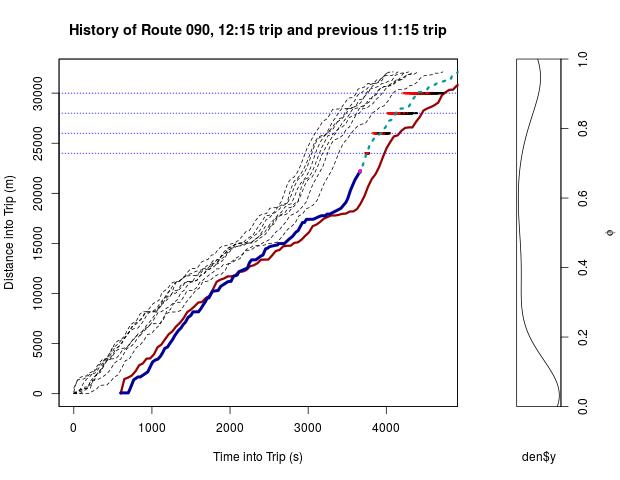 History of Route 090, 12:15 trip and previous 11:15 trip
Distance into Trip (m)
30000
25000
20000
15000
10000
5000
0
0 1000 2000 3000 4000
Time into Trip (s)
1.0
0.8
0.6
0.4
0.2
0.0
ϕ
den$y